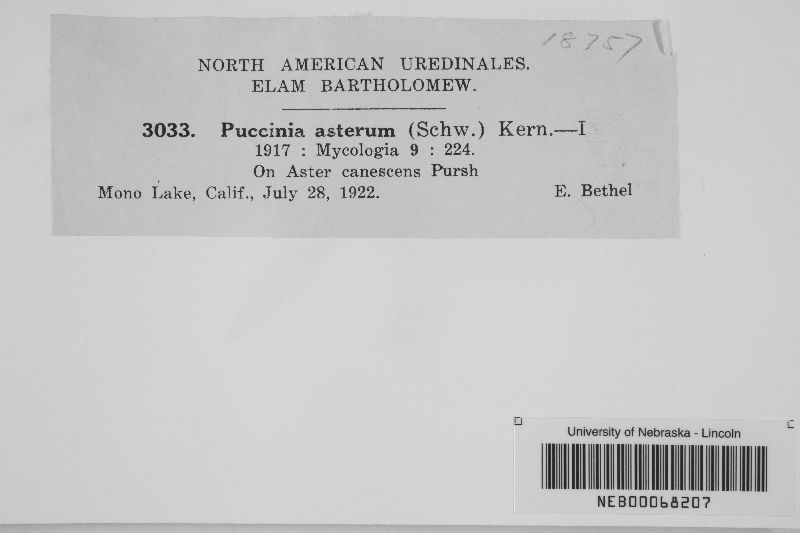 18757
NORTH AMERICAN UREDINALES.
ELAM BARTHOLOMEW.
3033. Puccinia asterum (Schw.) Kern.—I
1917 : Mycologia 9 : 224.
On Aster canescens Pursh
Mono Lake, Calif., July 28, 1922. E. Bethel
University of Nebraska - Lincoln
NEB00068207